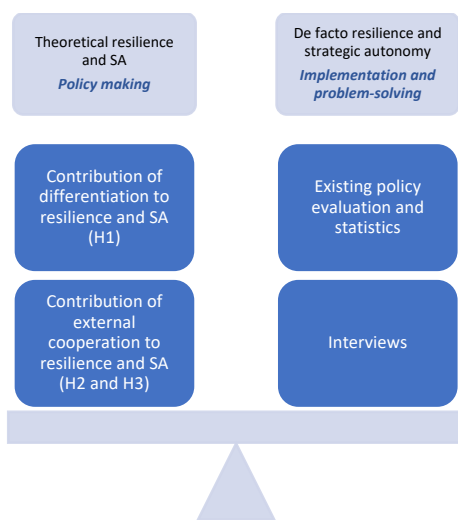 Theoretical resilience
and SA
Policy making
De facto resilience and
strategic autonomy
Implementation and
problem-solving
Contribution of
differentiation to
resilience and SA
(H1)
Existing policy
evaluation and
statistics
Contribution of
external
cooperation to
resilience and SA
(H2 and H3)
Interviews